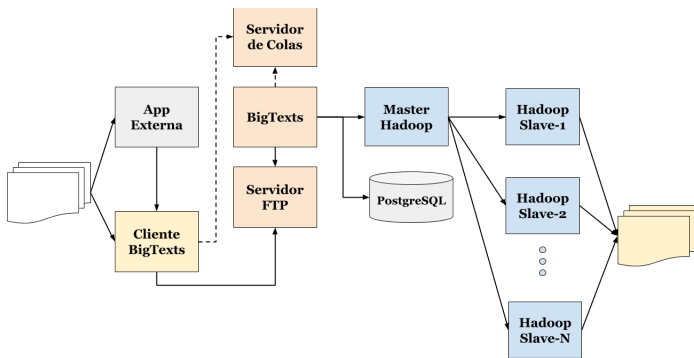 Servidor
de Colas
App
Externa
BigTexts
Master
Hadoop
Hadoop
Slave-1
Cliente
BigTexts
Servidor
FTP
PostgreSQL
Hadoop
Slave-2
Hadoop
Slave-N